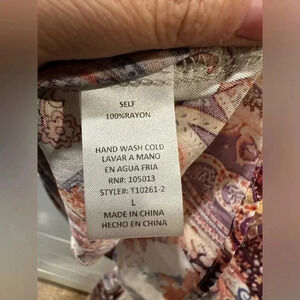 SELF
100%RAYON
HAND WASH COLD
LAVAR A MANO
EN AGUA FRIA
RN#: 105013
STYLE#: T10261-2
L
MADE IN CHINA
HECHO EN CHINA